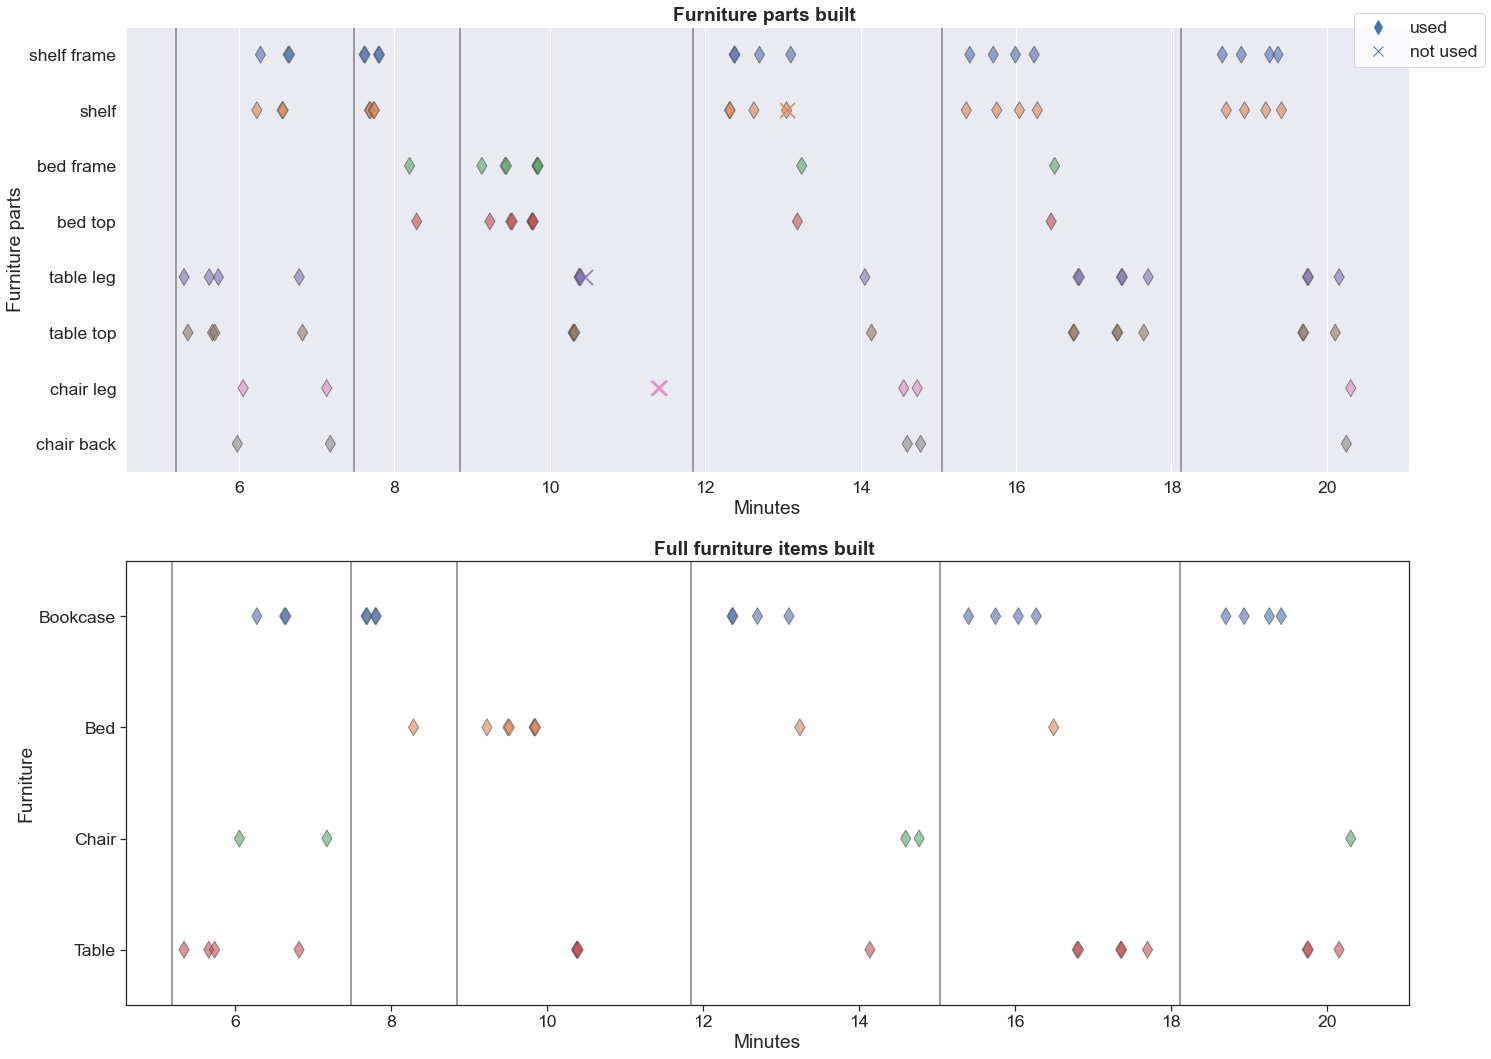 Furniture parts built
used
not used
shelf frame
shelf
bed frame
bed top
table leg
table top
chair leg
chair back
Furniture parts
6 8 10 12 14 16 18 20
Minutes
Full furniture items built
Bookcase
Bed
Chair
Table
Furniture
6 8 10 12 14 16 18 20
Minutes